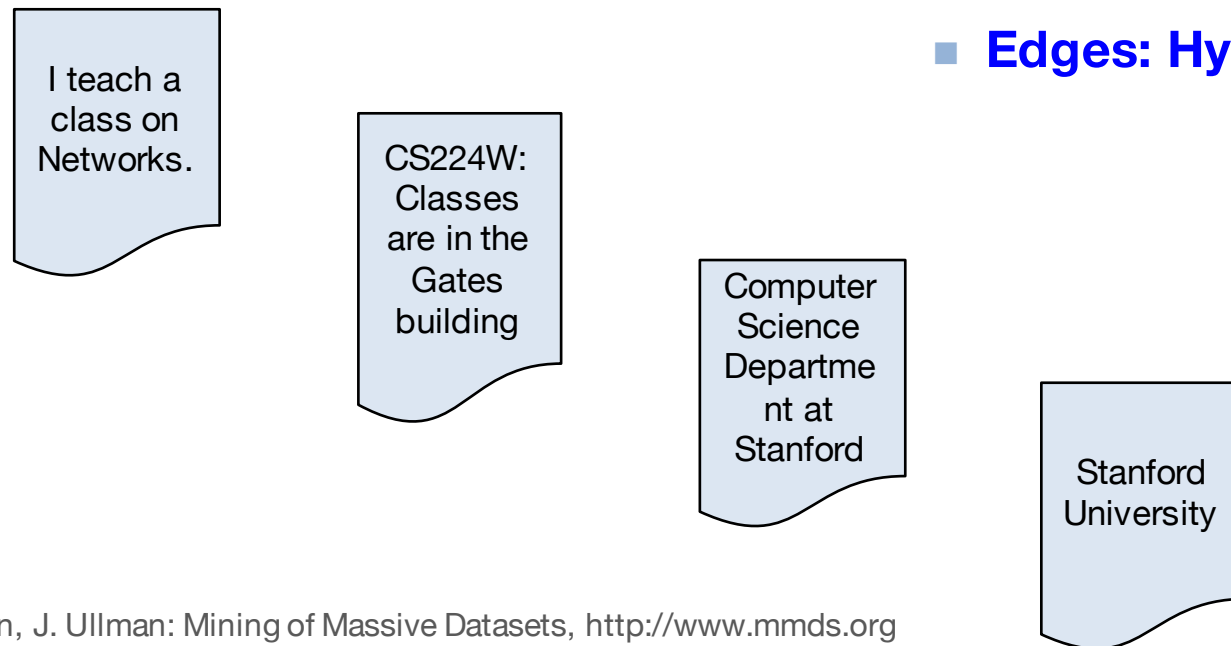 Edges: Hy
I teach a
class on
Networks.
CS224W:
Classes
are in the
Gates
building
Computer
Science
Departme
nt at
Stanford
Stanford
University
n, J. Ullman: Mining of Massive Datasets, http://www.mmds.org